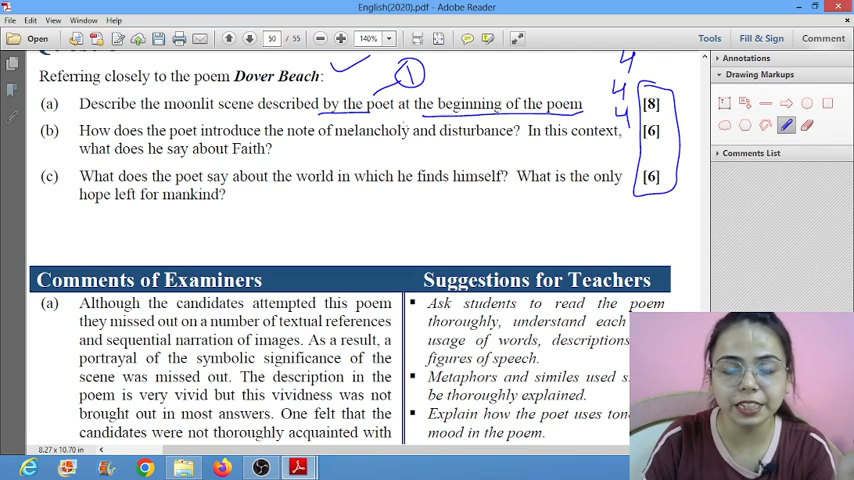 English(2020).pdf - Adobe Reader
File Edit View Window Help
Open
50 / 55
140%
Tools Fill & Sign Comment
Referring closely to the poem Dover Beach:
1
4
4
4
(a) Describe the moonlit scene described by the poet at the beginning of the poem [8]
(b) How does the poet introduce the note of melancholy and disturbance? In this context, [6]
what does he say about Faith?
(c) What does the poet say about the world in which he finds himself? What is the only [6]
hope left for mankind?
Comments of Examiners
(a) Although the candidates attempted this poem
they missed out on a number of textual references
and sequential narration of images. As a result, a
portrayal of the symbolic significance of the
scene was missed out. The description in the
poem is very vivid but this vividness was not
brought out in most answers. One felt that the
candidates were not thoroughly acquainted with
Suggestions for Teachers
▪ Ask students to read the poem
thoroughly, understand each
usage of words, descriptions
figures of speech.
▪ Metaphors and similes used
be thoroughly explained.
▪ Explain how the poet uses
mood in the poem.
Annotations
Drawing Markups
Comments List
8.27 x 10.70 in